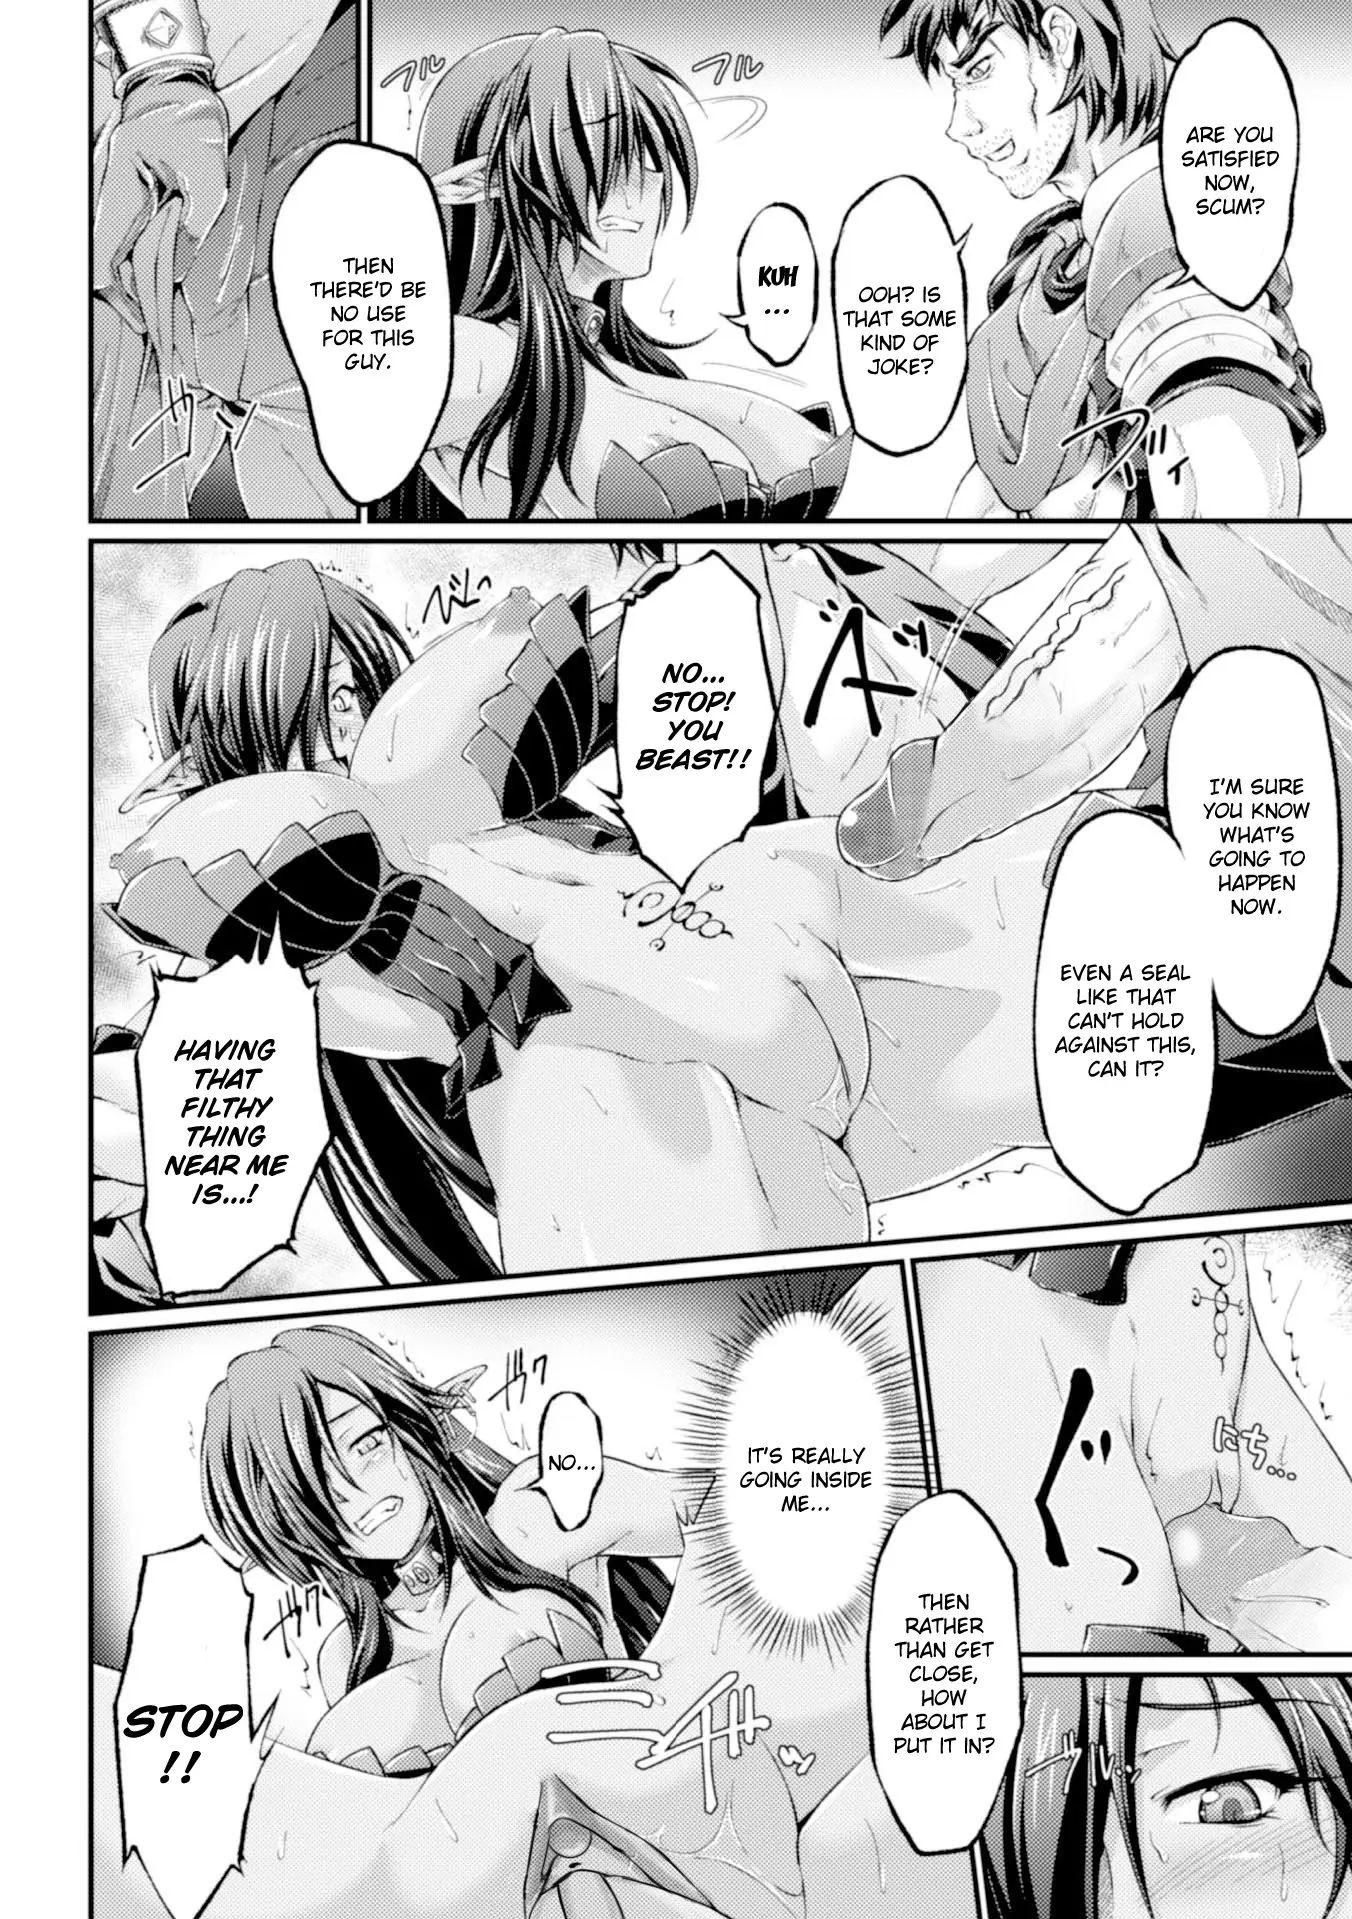 ARE YOU
SATISFIED
NOW,
SCUM?
OOH? IS
THAT SOME
KIND OF
JOKE?
KUH
...
フル
フル
THEN
THERE'D BE
NO USE
FOR THIS
GUY.
I'M SURE
YOU KNOW
WHAT'S
GOING TO
HAPPEN
NOW.
EVEN A SEAL
LIKE THAT
CAN'T HOLD
AGAINST THIS,
CAN IT?
NO...
STOP!
YOU
BEAST!!
HAVING
THAT
FILTHY
THING
NEAR ME
IS...!
にち...
THEN
RATHER
THAN GET
CLOSE,
HOW
ABOUT I
PUT IT IN?
IT'S REALLY
GOING INSIDE
ME...
NO...
STOP
!!